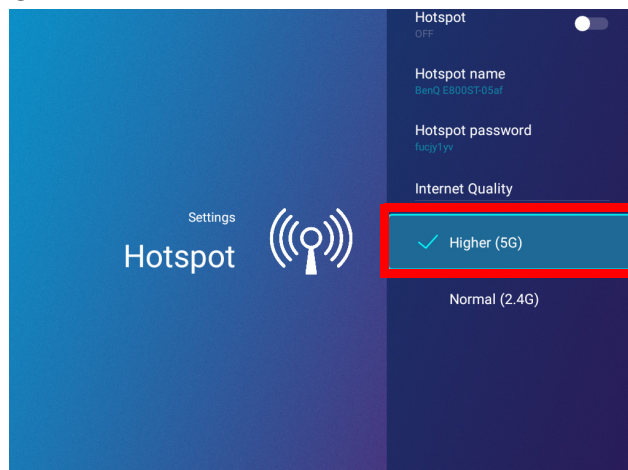 Settings
Hotspot
Hotspot
OFF
Hotspot name
BenQ E800ST-05af
Hotspot password
fucjy1yv
Internet Quality
Higher (5G)
Normal (2.4G)